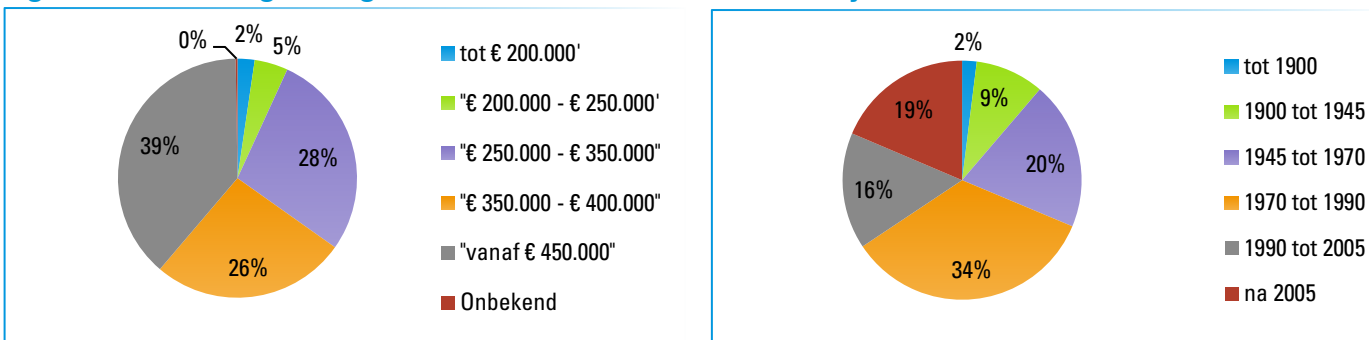 0%
2%
5%
28%
26%
39%
tot € 200.000'
"€ 200.000 - € 250.000'
"€ 250.000 - € 350.000"
"€ 350.000 - € 400.000"
"vanaf € 450.000"
Onbekend
2%
9%
20%
34%
16%
19%
tot 1900
1900 tot 1945
1945 tot 1970
1970 tot 1990
1990 tot 2005
na 2005